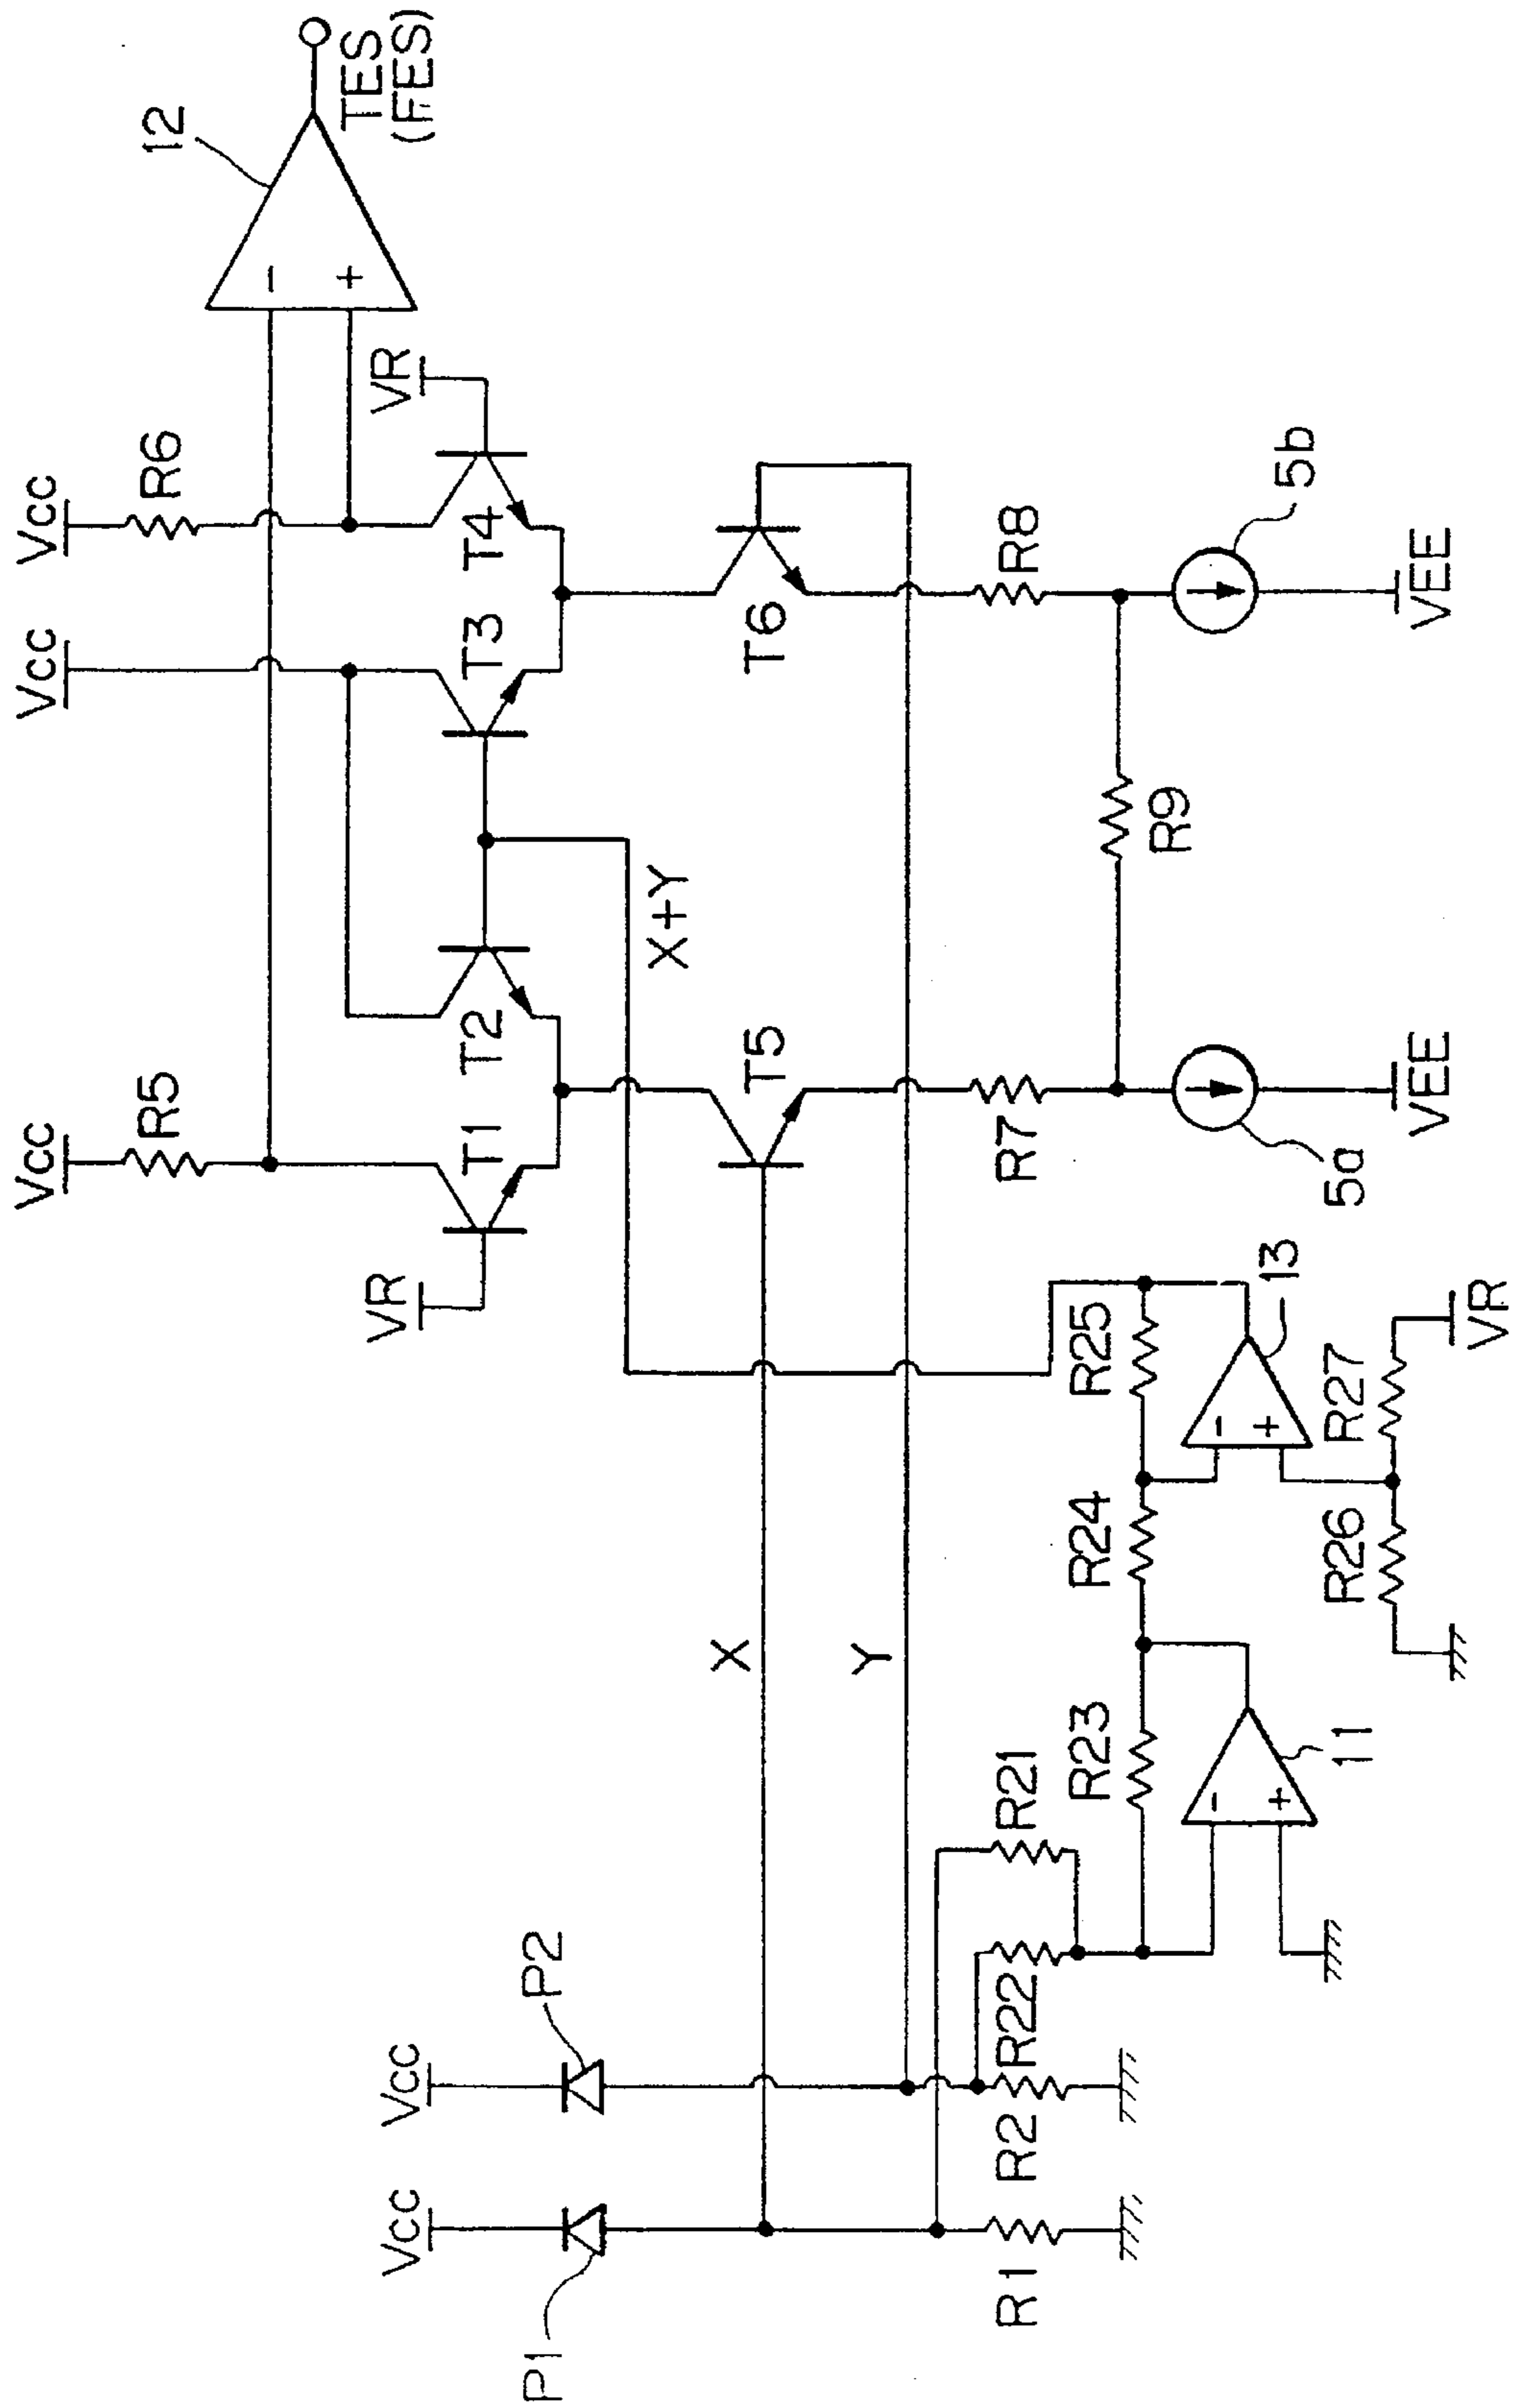 Vcc
Vcc
Vcc
R5
R6
12
TES
(FES)
VR
VR
T1
T2
T3
T4
X+Y
T5
T6
Vcc
Vcc
P1
P2
X
Y
R1
R2
R22
R21
R23
R24
R25
R7
R8
R9
11
13
R26
R27
VR
5a
5b
VEE
VEE